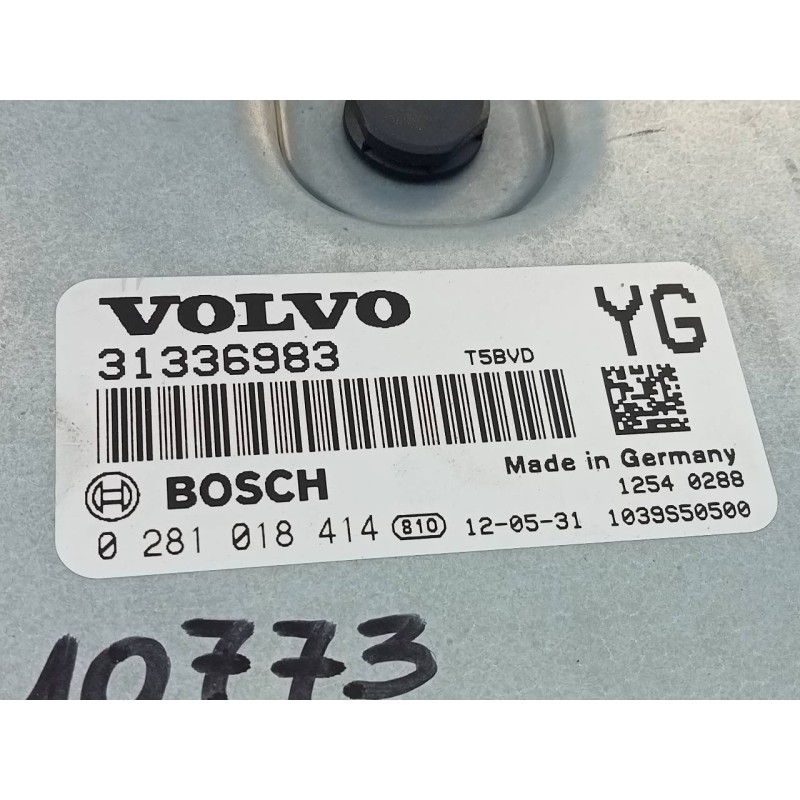 VOLVO
YG
31336983 T5BVD
Made in Germany
BOSCH
1254 0288
0 281 018 414 810 12-05-31 1039S50500
10773